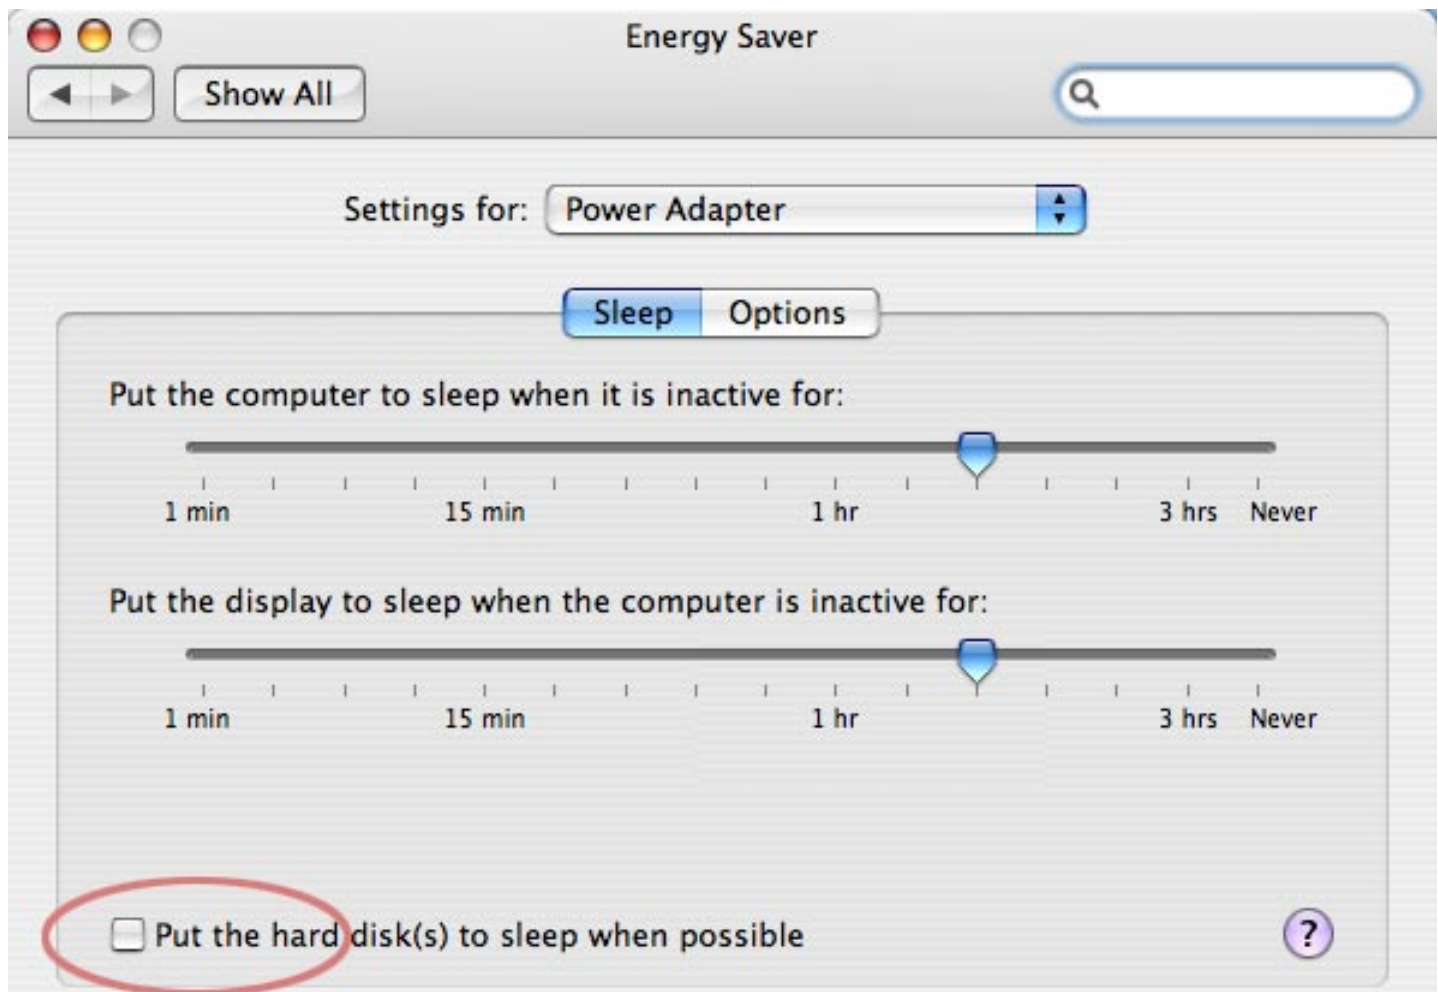 Energy Saver
Show All
Settings for: Power Adapter
Sleep Options
Put the computer to sleep when it is inactive for:
1 min 15 min 1 hr 3 hrs Never
Put the display to sleep when the computer is inactive for:
1 min 15 min 1 hr 3 hrs Never
Put the hard disk(s) to sleep when possible ?